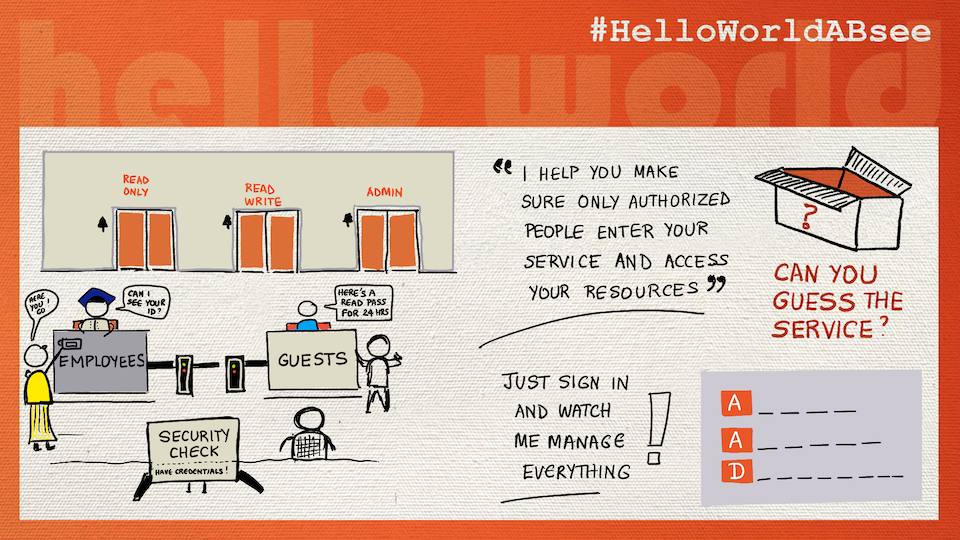 hello world
#HelloWorldABsee
READ
ONLY
READ
WRITE
ADMIN
HERE
YOU
GO
CAN I
SEE YOUR
ID?
HERE'S A
READ PASS
FOR 24 HRS
EMPLOYEES
GUESTS
SECURITY
CHECK
HAVE CREDENTIALS!
“ I HELP YOU MAKE
SURE ONLY AUTHORIZED
PEOPLE ENTER YOUR
SERVICE AND ACCESS
YOUR RESOURCES ”
?
CAN YOU
GUESS THE
SERVICE?
JUST SIGN IN
AND WATCH
ME MANAGE
EVERYTHING
!
A _ _ _ _ _
A _ _ _ _ _ _
D _ _ _ _ _ _ _ _